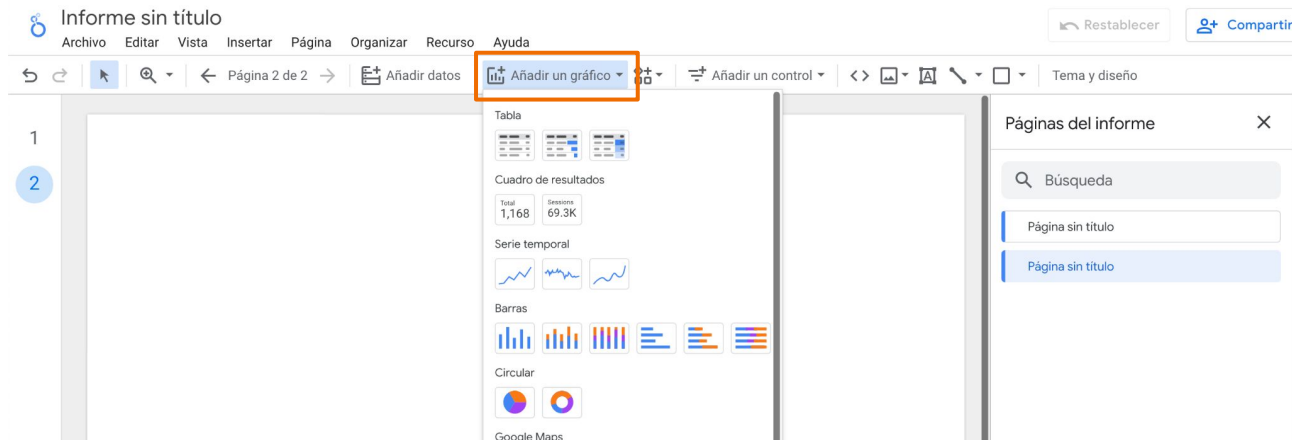 Informe sin título
Restablecer
Compartir
Archivo Editar Vista Insertar Página Organizar Recurso Ayuda
Página 2 de 2
Añadir datos
Añadir un gráfico
Añadir un control
Tema y diseño
1
2
Tabla
Cuadro de resultados
Total
1,168
Sessions
69.3K
Serie temporal
Barras
Circular
Google Maps
Páginas del informe
Búsqueda
Página sin título
Página sin título